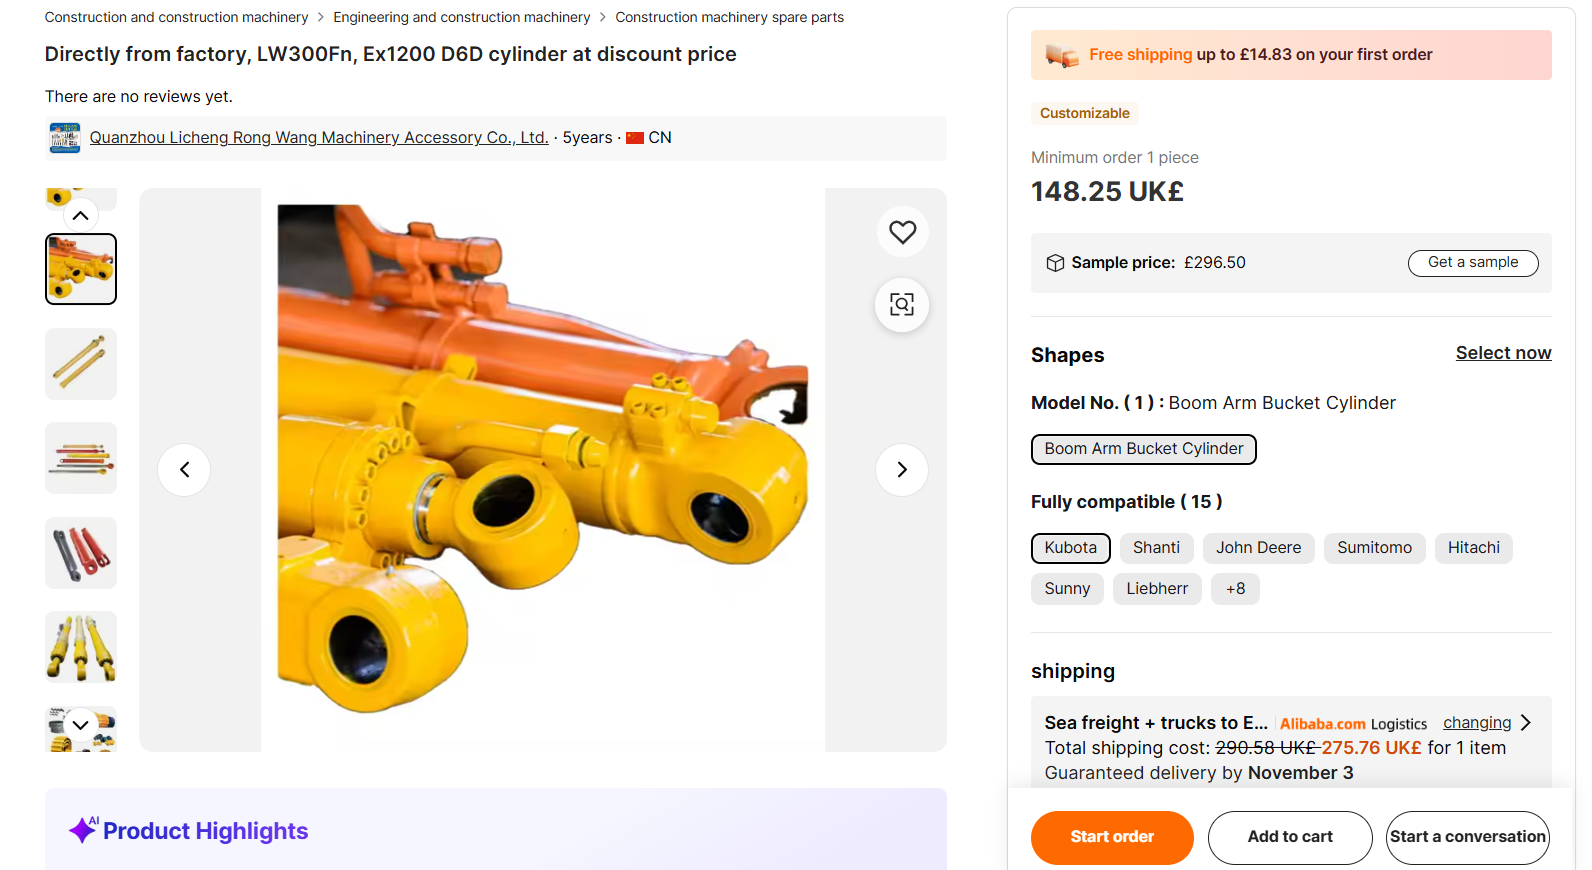 Construction and construction machinery > Engineering and construction machinery > Construction machinery spare parts
Directly from factory, LW300Fn, Ex1200 D6D cylinder at discount price
There are no reviews yet.
Quanzhou Licheng Rong Wang Machinery Accessory Co., Ltd. · 5years · CN
AI Product Highlights
Free shipping up to £14.83 on your first order
Customizable
Minimum order 1 piece
148.25 UK£
Sample price: £296.50
Get a sample
Shapes
Select now
Model No. ( 1 ) : Boom Arm Bucket Cylinder
Boom Arm Bucket Cylinder
Fully compatible ( 15 )
Kubota Shanti John Deere Sumitomo Hitachi
Sunny Liebherr +8
shipping
Sea freight + trucks to E... Alibaba.com Logistics changing
Total shipping cost: 290.58 UK£ 275.76 UK£ for 1 item
Guaranteed delivery by November 3
Start order
Add to cart
Start a conversation